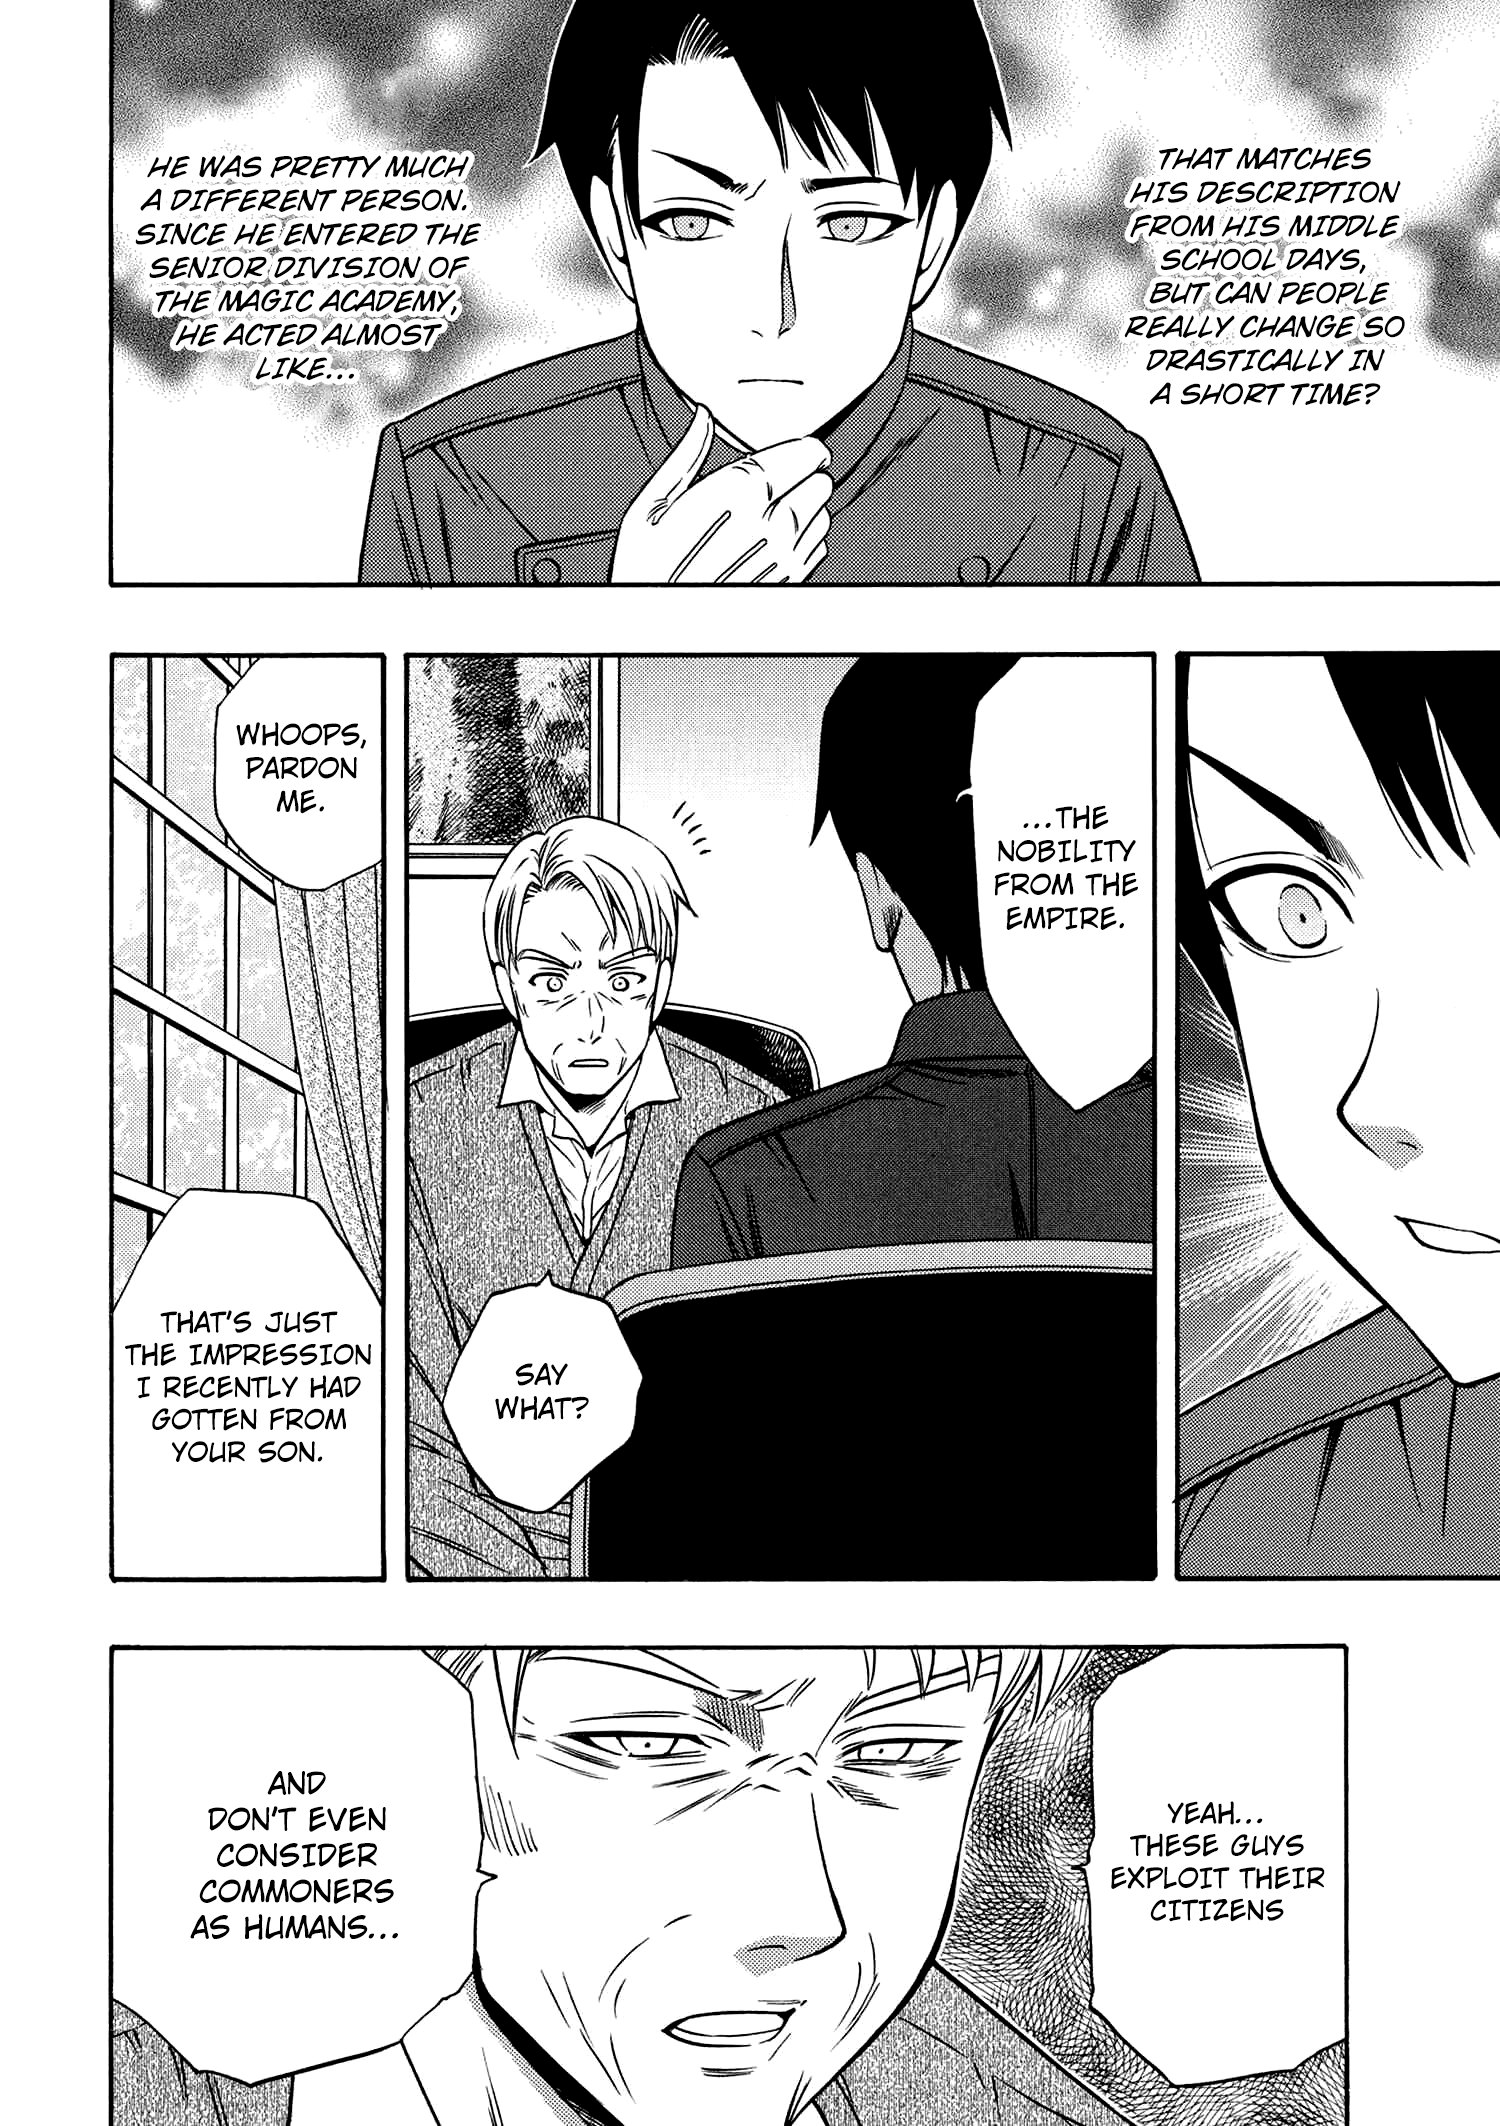 THAT MATCHES
HIS DESCRIPTION
FROM HIS MIDDLE
SCHOOL DAYS,
BUT CAN PEOPLE
REALLY CHANGE SO
DRASTICALLY IN
A SHORT TIME?
HE WAS PRETTY MUCH
A DIFFERENT PERSON.
SINCE HE ENTERED THE
SENIOR DIVISION OF
THE MAGIC ACADEMY,
HE ACTED ALMOST
LIKE...
...THE
NOBILITY
FROM THE
EMPIRE.
SAY
WHAT?
WHOOPS,
PARDON
ME.
THAT'S JUST
THE IMPRESSION
I RECENTLY HAD
GOTTEN FROM
YOUR SON.
YEAH...
THESE GUYS
EXPLOIT THEIR
CITIZENS
AND
DON'T EVEN
CONSIDER
COMMONERS
AS HUMANS...